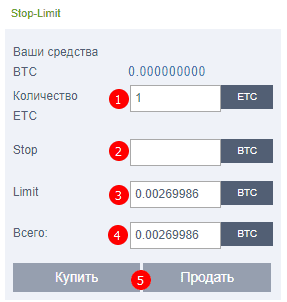 Stop-Limit
Ваши средства
BTC 0.000000000
Количество
ETC
1 1 ETC
Stop 2 BTC
Limit 3 0.00269986 BTC
Всего: 4 0.00269986 BTC
Купить 5 Продать